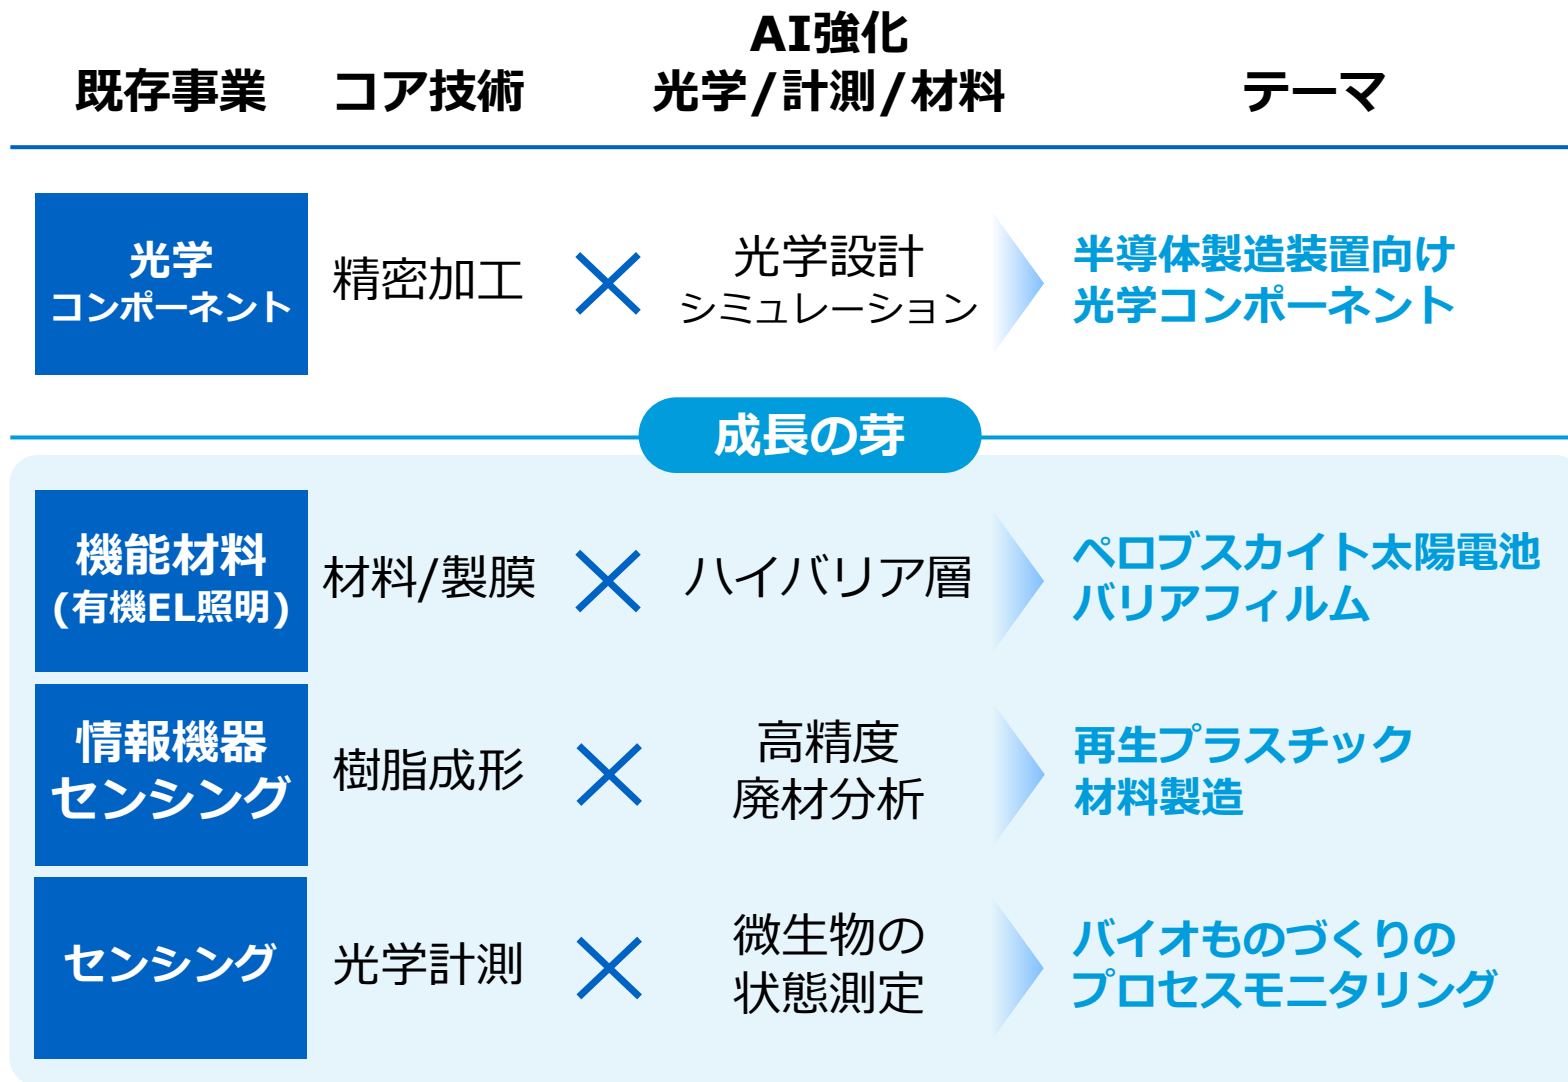 既存事業
コア技術
AI強化
光学/計測/材料
テーマ
光学
コンポーネント
精密加工
光学設計
シミュレーション
半導体製造装置向け
光学コンポーネント
成長の芽
機能材料
(有機EL照明)
材料/製膜
ハイバリア層
ペロブスカイト太陽電池
バリアフィルム
情報機器
センシング
樹脂成形
高精度
廃材分析
再生プラスチック
材料製造
センシング
光学計測
微生物の
状態測定
バイオものづくりの
プロセスモニタリング